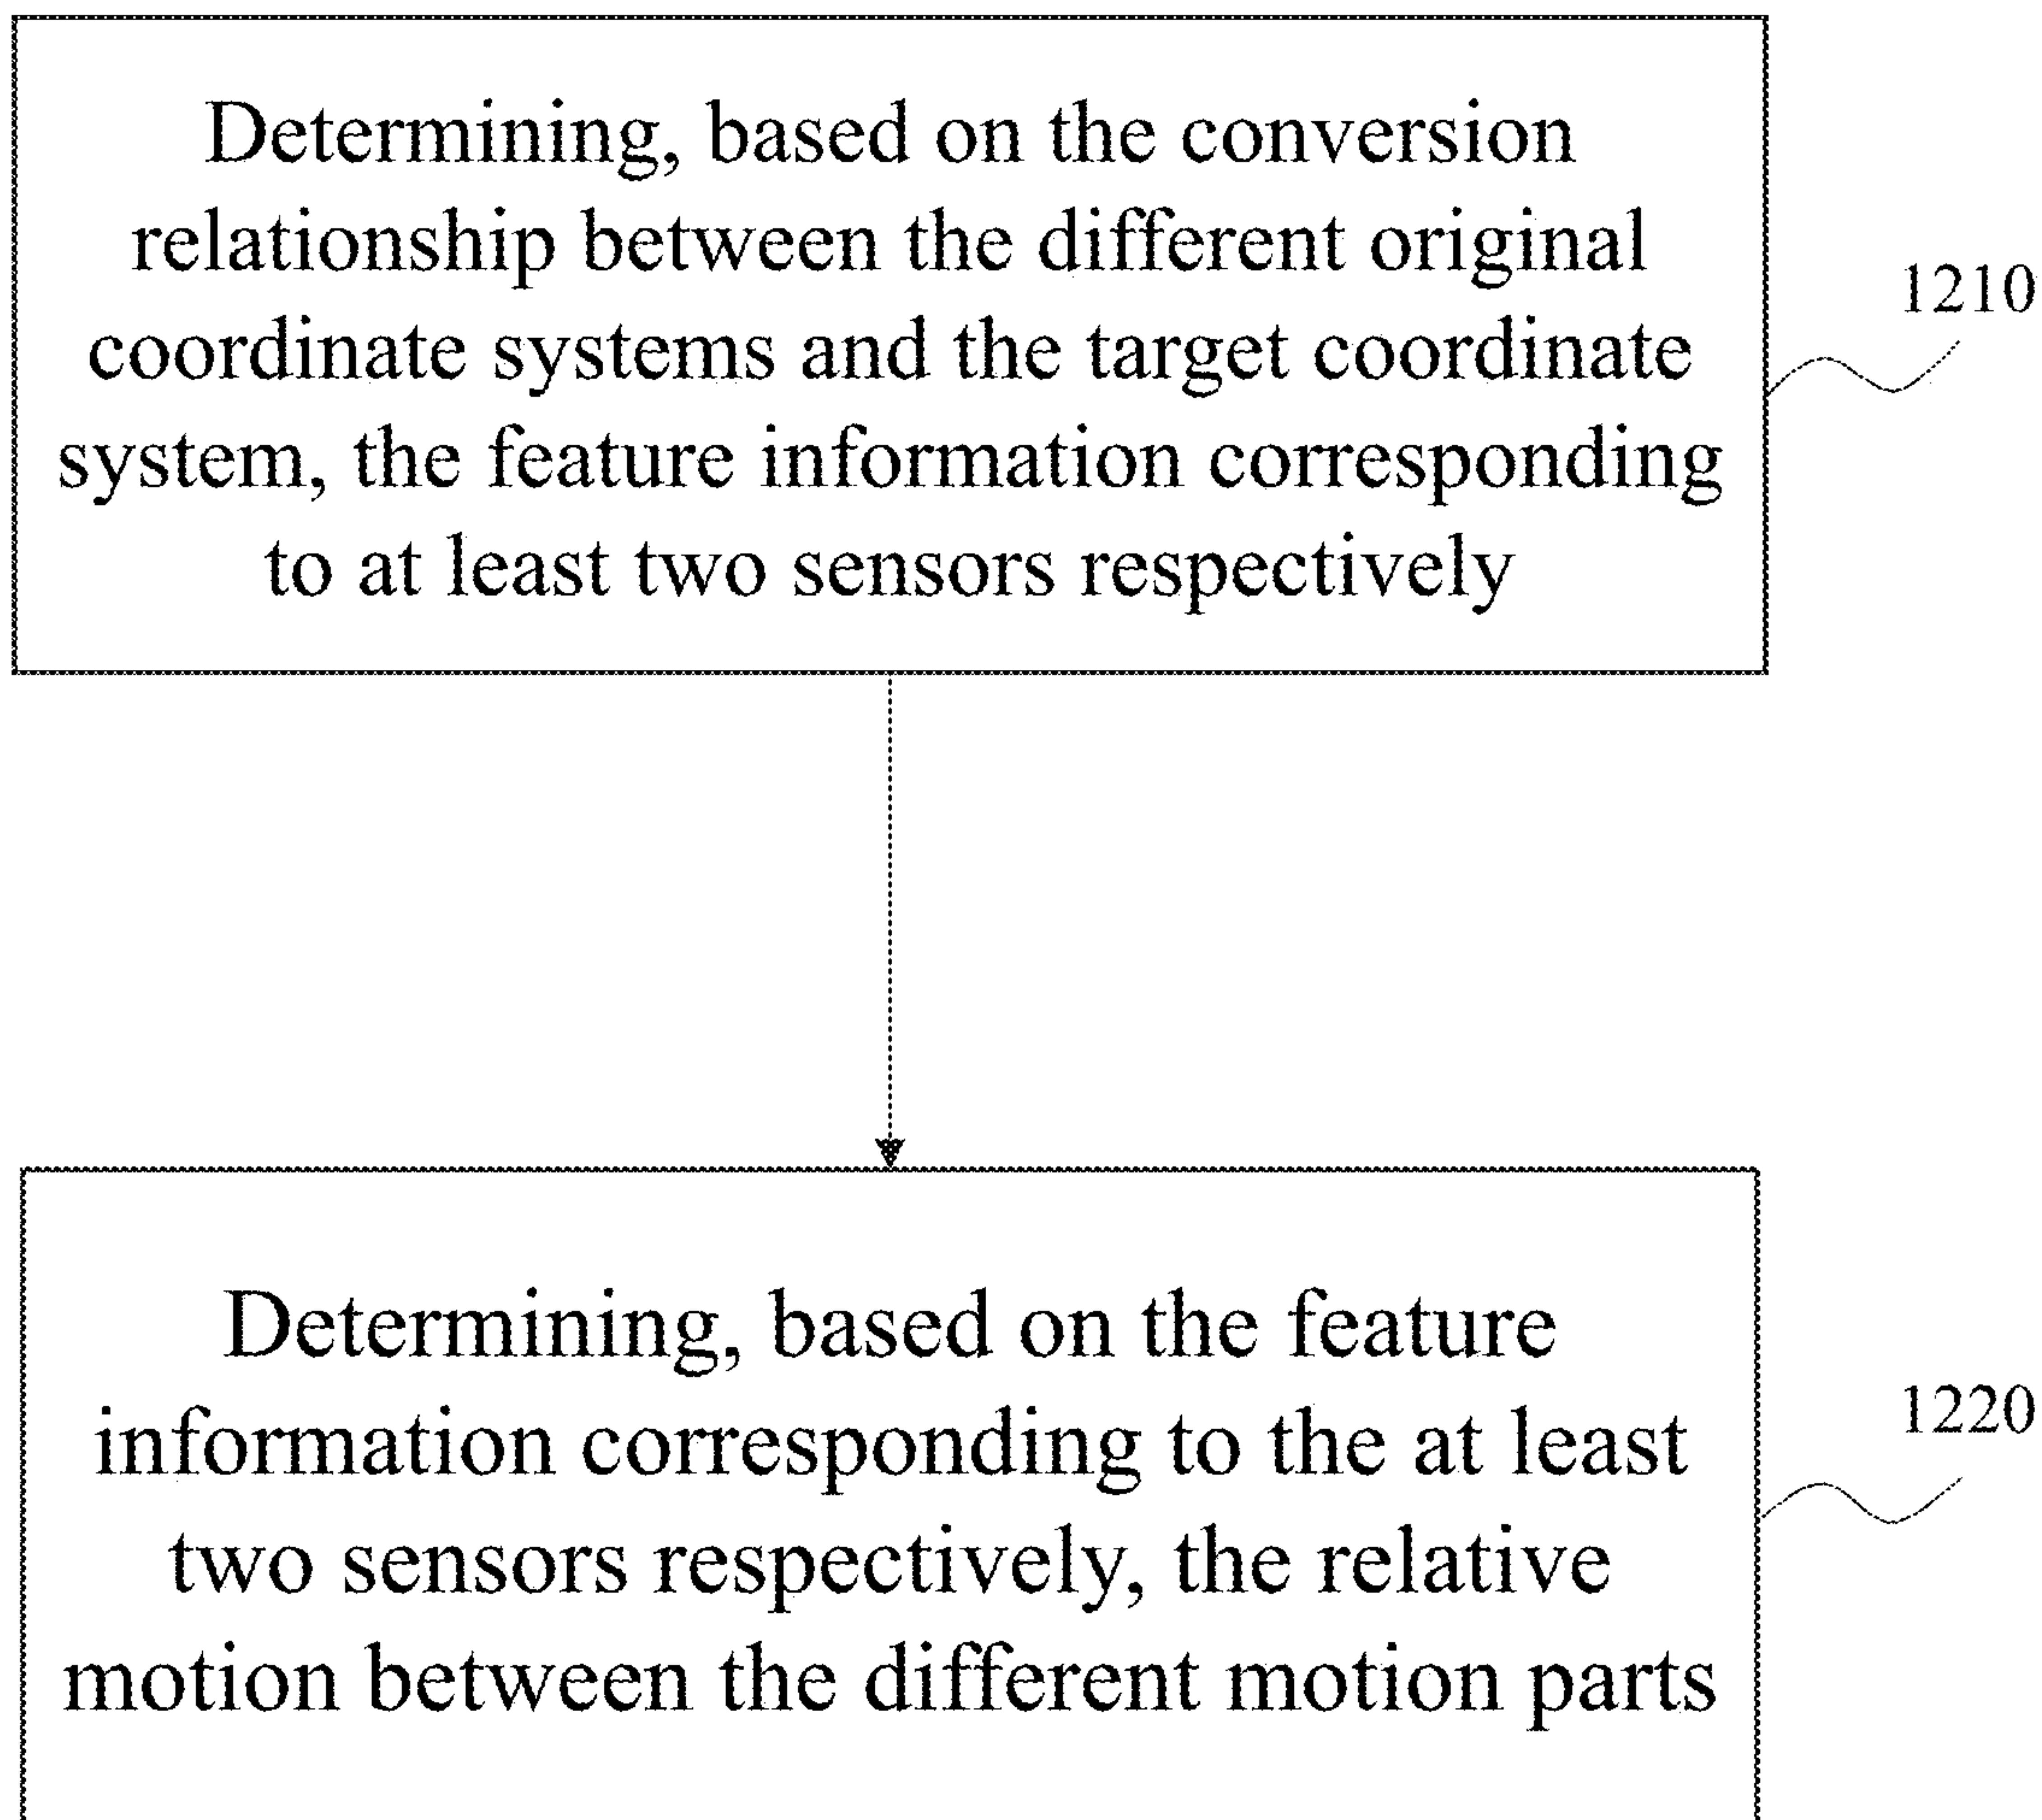 Determining, based on the conversion
relationship between the different original
coordinate systems and the target coordinate
system, the feature information corresponding
to at least two sensors respectively
1210
Determining, based on the feature
information corresponding to the at least
two sensors respectively, the relative
motion between the different motion parts
1220